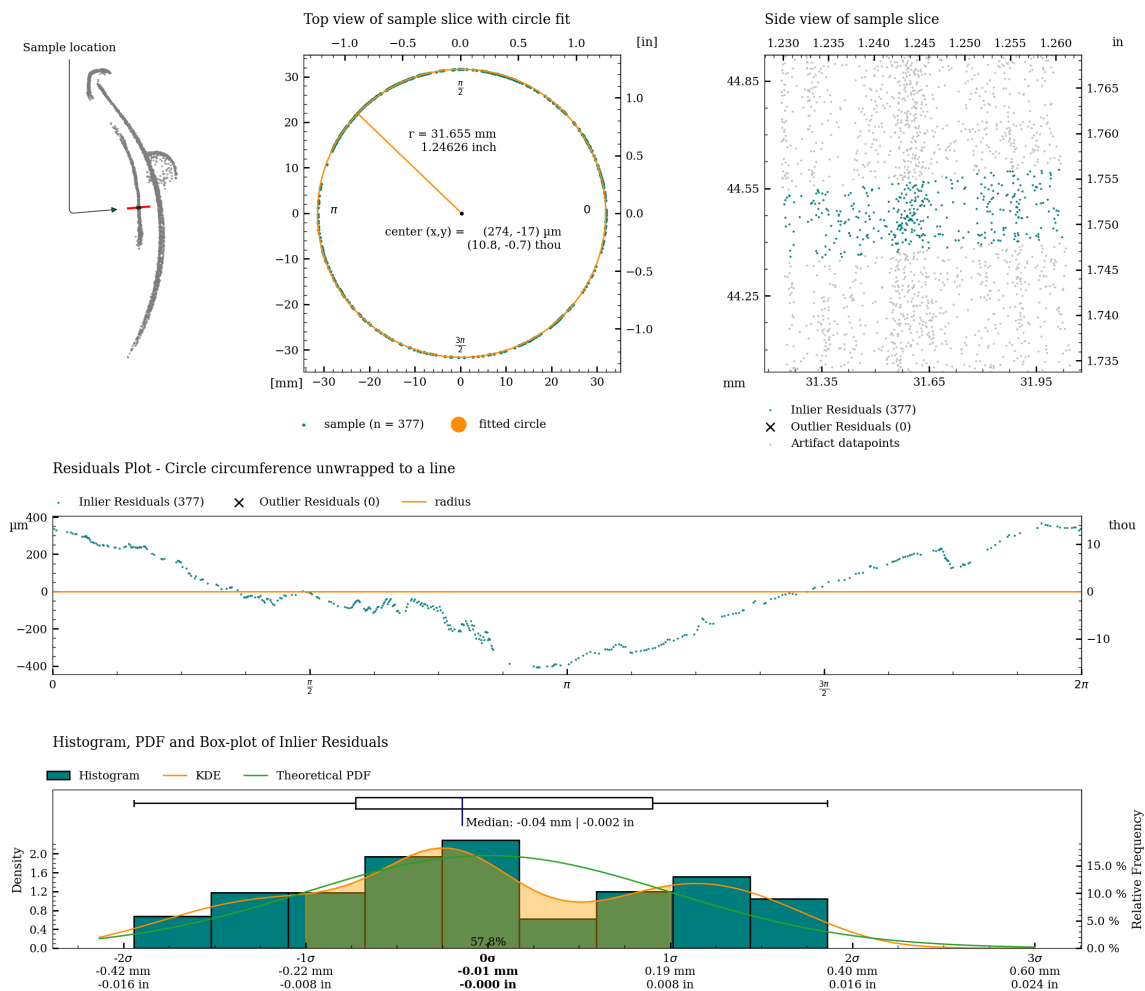 Sample location
Top view of sample slice with circle fit
−1.0 −0.5 0.0 0.5 1.0 [in]
30
20
10
0
−10
−20
−30
1.0
0.5
0.0
−0.5
−1.0
π/2
π
0
3π/2
r = 31.655 mm
1.24626 inch
center (x,y) = (274, -17) µm
(10.8, -0.7) thou
[mm] −30 −20 −10 0 10 20 30
sample (n = 377) fitted circle
Side view of sample slice
1.230 1.235 1.240 1.243 1.245 1.250 1.255 1.260 in
44.85
44.55
44.25
1.765
1.760
1.755
1.750
1.745
1.740
1.735
mm 31.35 31.65 31.95
Inlier Residuals (377)
Outlier Residuals (0)
Artifact datapoints
Residuals Plot - Circle circumference unwrapped to a line
Inlier Residuals (377) Outlier Residuals (0) radius
µm thou
400
200
0
−200
−400
10
0
−10
0 π/2 π 3π/2 2π
Histogram, PDF and Box-plot of Inlier Residuals
Histogram KDE Theoretical PDF
Median: -0.04 mm | -0.002 in
Density
2.0
1.6
1.2
0.8
0.4
0.0
Relative Frequency
15.0 %
10.0 %
5.0 %
0.0 %
57.8%
-2σ -1σ 0σ 1σ 2σ 3σ
-0.42 mm -0.22 mm -0.01 mm 0.19 mm 0.40 mm 0.60 mm
-0.016 in -0.008 in -0.000 in 0.008 in 0.016 in 0.024 in